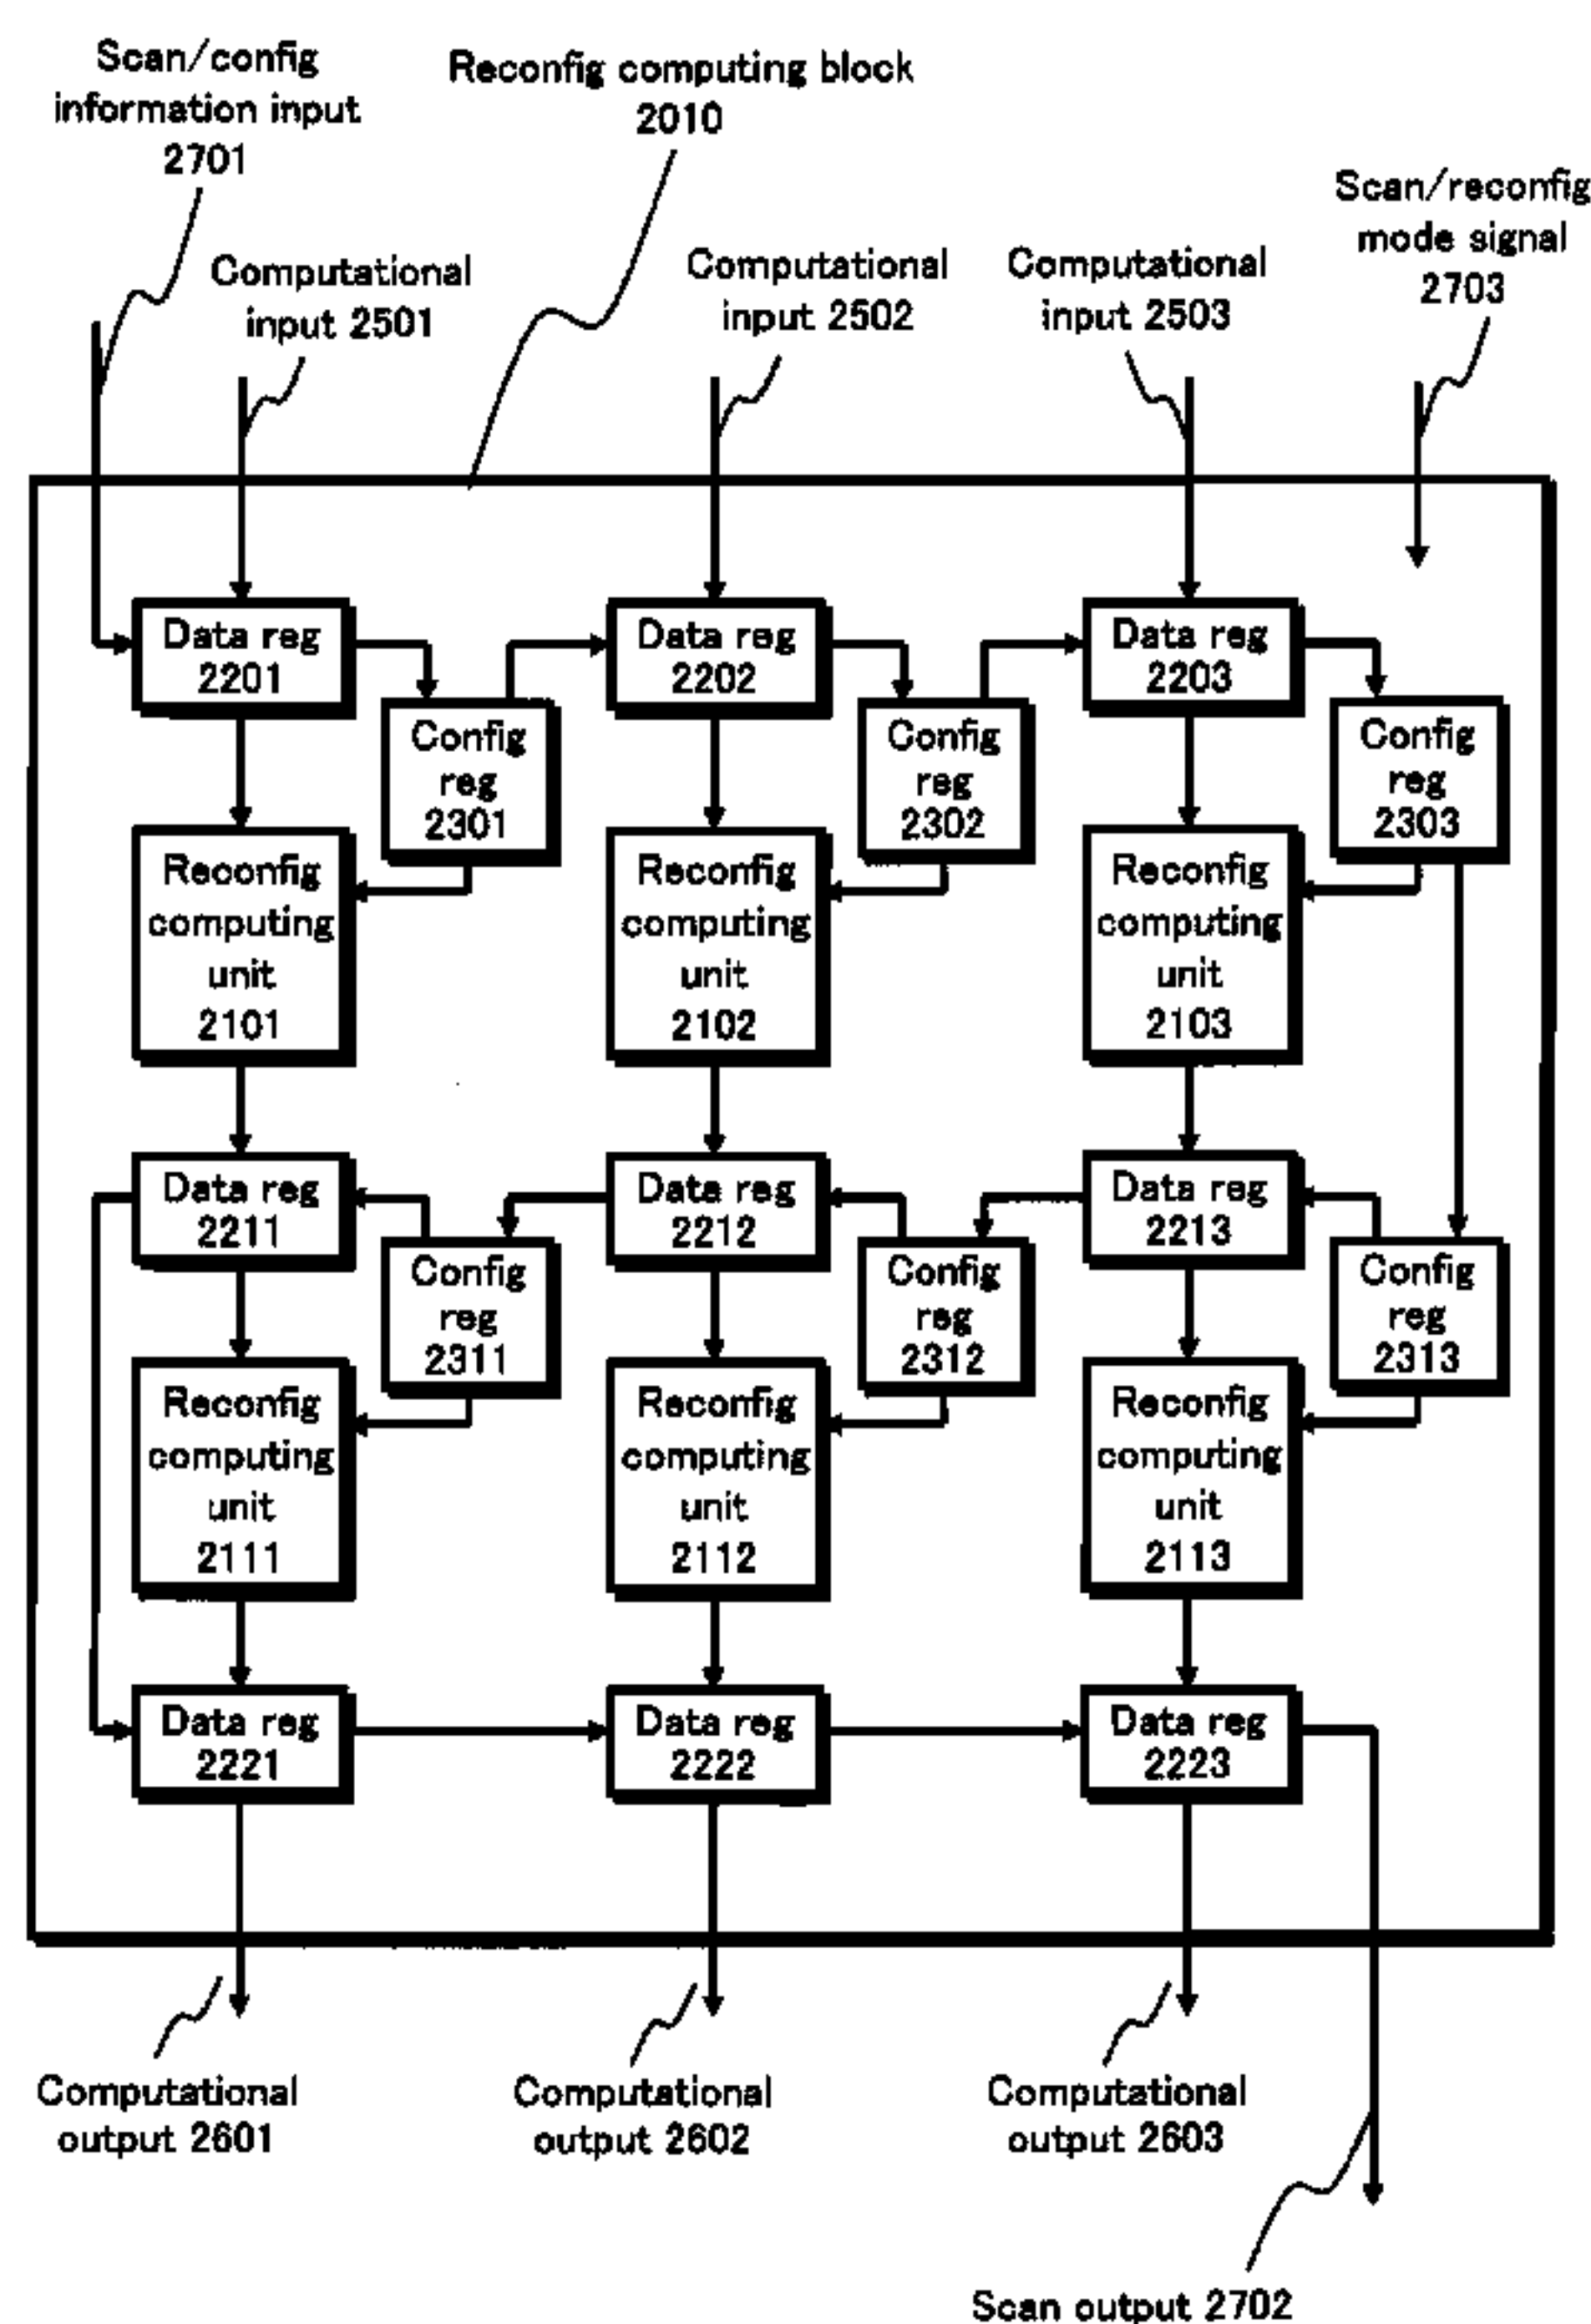 Scan/config
information input
2701
Reconfig computing block
2010
Scan/reconfig
mode signal
2703
Computational
input 2501
Computational
input 2502
Computational
input 2503
Data reg
2201
Data reg
2202
Data reg
2203
Config
reg
2301
Config
reg
2302
Config
reg
2303
Reconfig
computing
unit
2101
Reconfig
computing
unit
2102
Reconfig
computing
unit
2103
Data reg
2211
Data reg
2212
Data reg
2213
Config
reg
2311
Config
reg
2312
Config
reg
2313
Reconfig
computing
unit
2111
Reconfig
computing
unit
2112
Reconfig
computing
unit
2113
Data reg
2221
Data reg
2222
Data reg
2223
Computational
output 2601
Computational
output 2602
Computational
output 2603
Scan output 2702